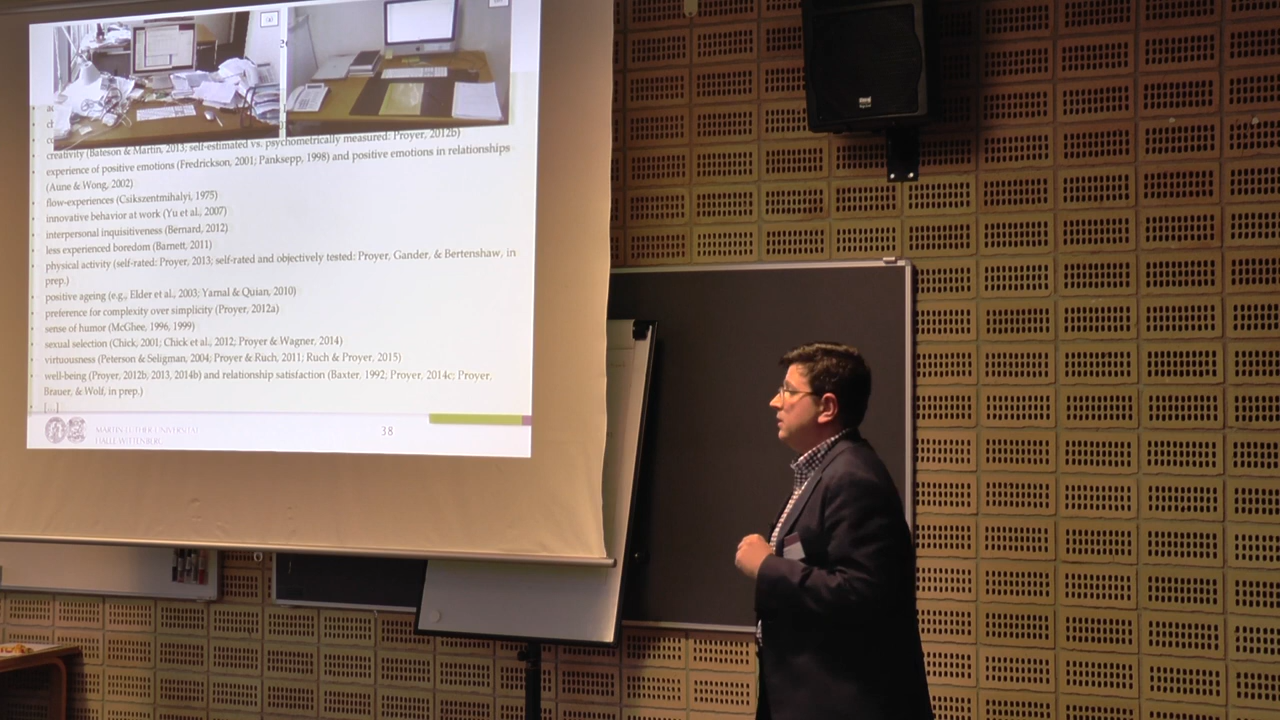 creativity (Bateson & Martin, 2013; self-estimated vs. psychometrically measured: Proyer, 2012b)
experience of positive emotions (Fredrickson, 2001; Panksepp, 1998) and positive emotions in relationships
(Aune & Wong, 2002)
flow-experiences (Csikszentmihalyi, 1975)
innovative behavior at work (Yu et al., 2007)
interpersonal inquisitiveness (Bernard, 2012)
less experienced boredom (Barnett, 2011)
physical activity (self-rated: Proyer, 2013; self-rated and objectively tested: Proyer, Gander, & Bertenshaw, in
prep.)
positive ageing (e.g., Elder et al., 2003; Yarnal & Quian, 2010)
preference for complexity over simplicity (Proyer, 2012a)
sense of humor (McGhee, 1996, 1999)
sexual selection (Chick, 2001; Chick et al., 2012; Proyer & Wagner, 2014)
virtuousness (Peterson & Seligman, 2004; Proyer & Ruch, 2011; Ruch & Proyer, 2015)
well-being (Proyer, 2012b; 2013, 2014b) and relationship satisfaction (Baxter, 1992; Proyer, 2014c; Proyer,
Brauer, & Wolf, in prep.)
[...]
MARTIN-LUTHER-UNIVERSITÄT
HALLE-WITTENBERG
38